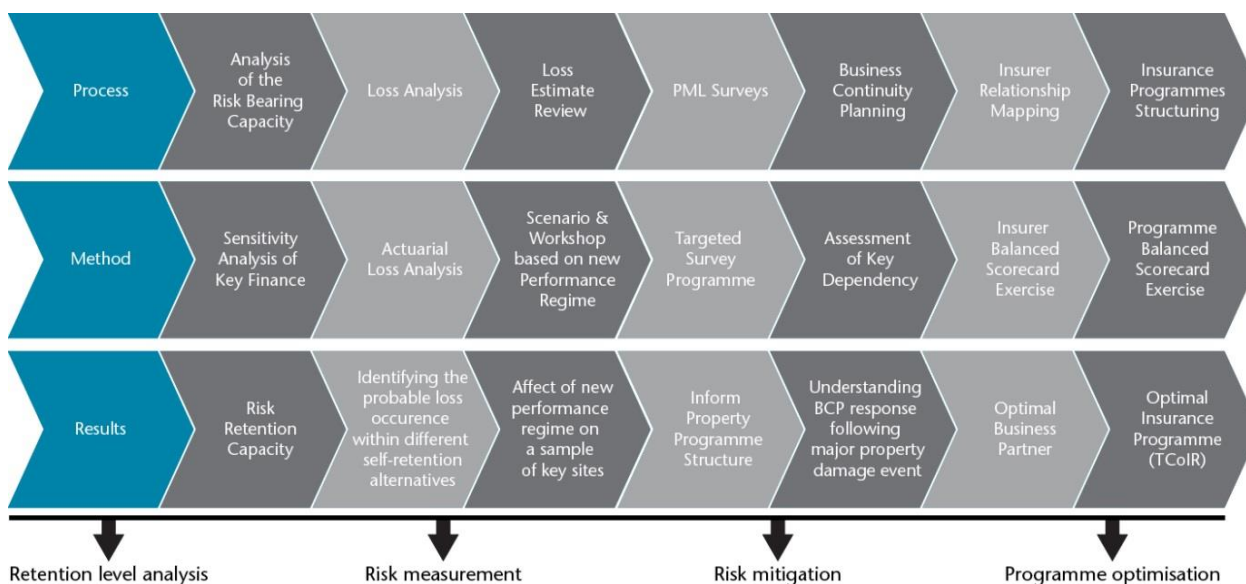 Process
Analysis
of the
Risk Bearing
Capacity
Loss Analysis
Loss
Estimate
Review
PML Surveys
Business
Continuity
Planning
Insurer
Relationship
Mapping
Insurance
Programmes
Structuring
Method
Sensitivity
Analysis of
Key Finance
Actuarial
Loss Analysis
Scenario &
Workshop
based on new
Performance
Regime
Targeted
Survey
Programme
Assessment
of Key
Dependency
Insurer
Balanced
Scorecard
Exercise
Programme
Balanced
Scorecard
Exercise
Results
Risk
Retention
Capacity
Identifying the
probable loss
occurence
within different
self-retention
alternatives
Affect of new
performance
regime on
a sample
of key sites
Inform
Property
Programme
Structure
Understanding
BCP response
following
major property
damage event
Optimal
Business
Partner
Optimal
Insurance
Programme
(TCoIR)
Retention level analysis
Risk measurement
Risk mitigation
Programme optimisation